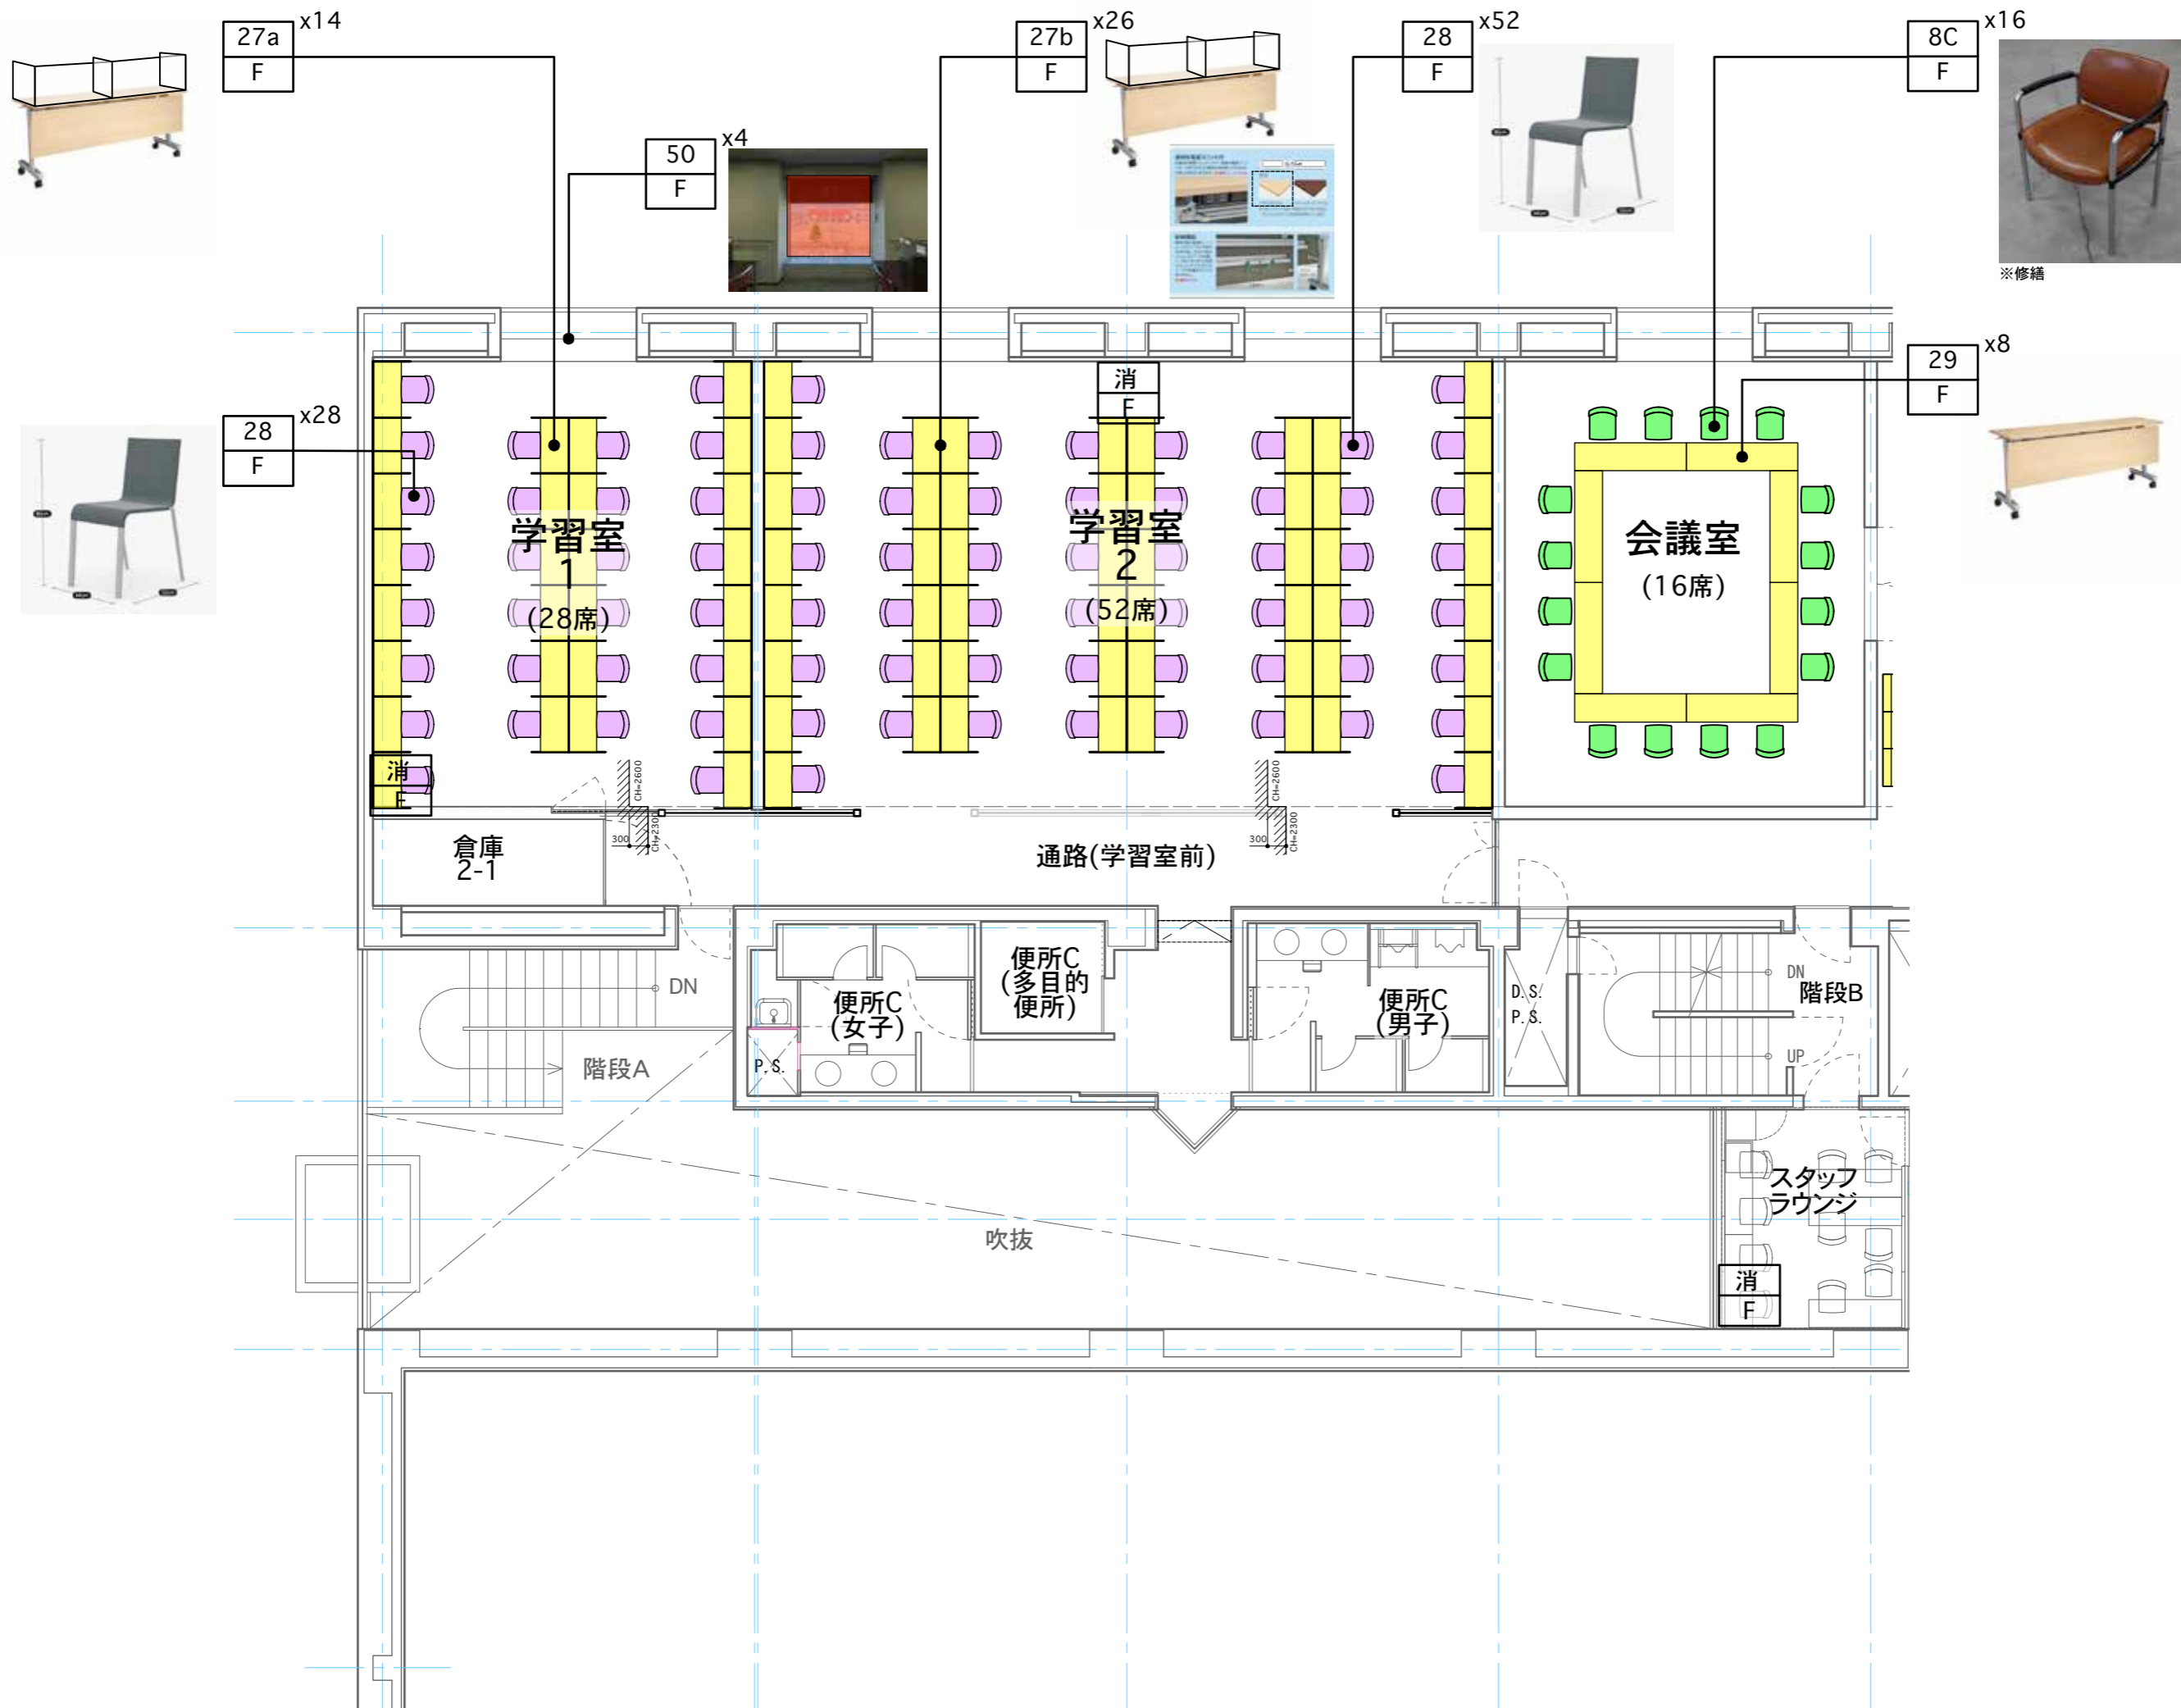 27a
F
x14
27b
F
x26
28
F
x52
8C
F
x16
※修繕
50
F
x4
29
F
x8
28
F
x28
消
F
学習室
1
(28席)
学習室
2
(52席)
会議室
(16席)
消
F
CH=2600
CH=2300
300
CH=2600
CH=2300
300
倉庫
2-1
通路(学習室前)
便所C
(多目的
便所)
便所C
(女子)
便所C
(男子)
D.S.
P.S.
DN
階段B
UP
DN
階段A
P.S.
スタッフ
ラウンジ
吹抜
消
F